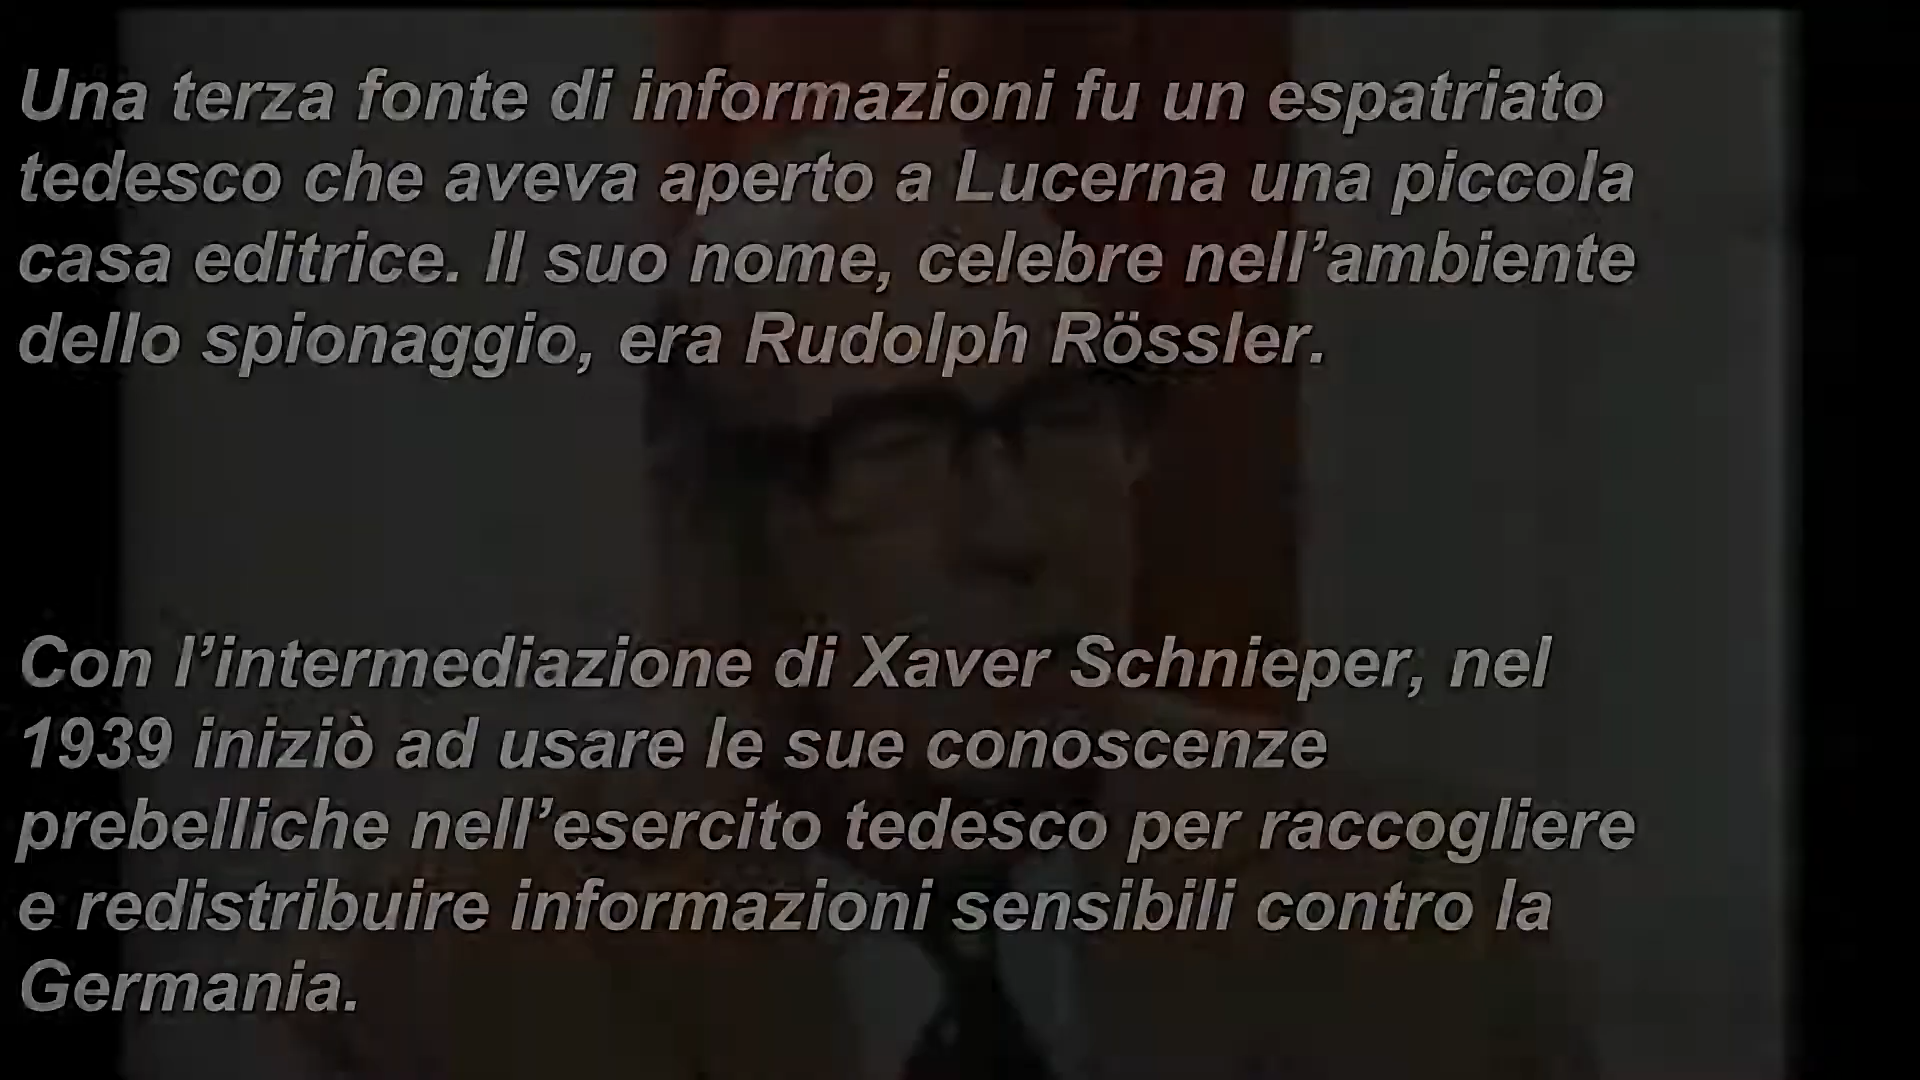 Una terza fonte di informazioni fu un espatriato
tedesco che aveva aperto a Lucerna una piccola
casa editrice. Il suo nome, celebre nell’ambiente
dello spionaggio, era Rudolph Rössler.
Con l’intermediazione di Xaver Schnieper, nel
1939 iniziò ad usare le sue conoscenze
prebelliche nell’esercito tedesco per raccogliere
e redistribuire informazioni sensibili contro la
Germania.